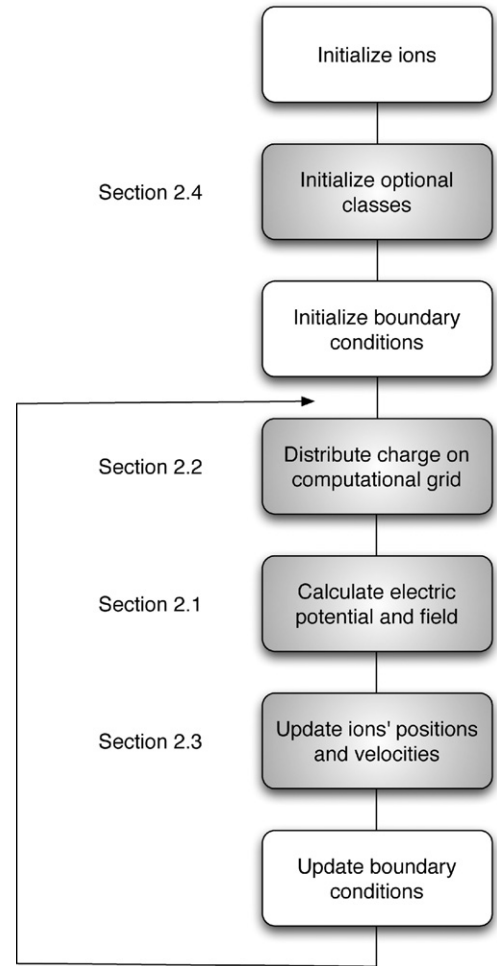 Initialize ions
Section 2.4
Initialize optional
classes
Initialize boundary
conditions
Section 2.2
Distribute charge on
computational grid
Section 2.1
Calculate electric
potential and field
Section 2.3
Update ions' positions
and velocities
Update boundary
conditions